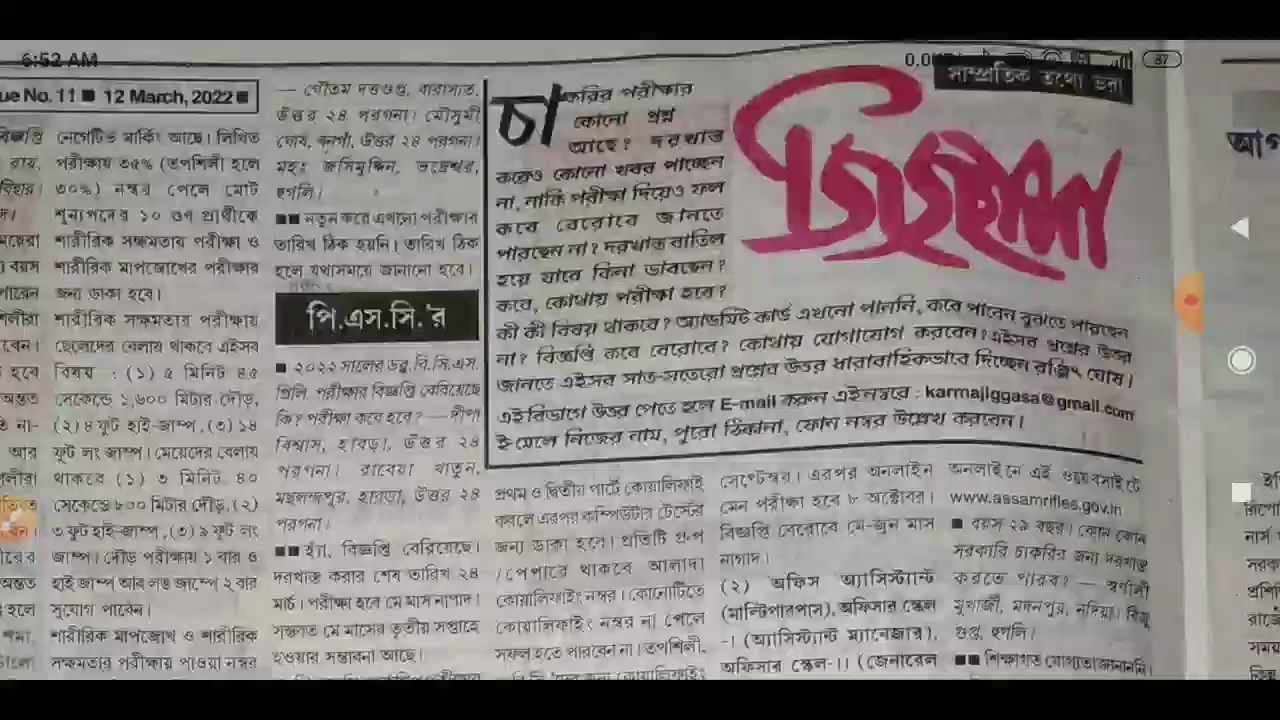 6:52 AM
87
ue No. 11 ■ 12 March, 2022 ■
নেগেটিভ মার্কিং আছে। লিখিত
পরীক্ষায় ৩৫% (তপশিলী হলে
৩০%) নম্বর পেলে মোট
শূন্যপদের ১০ গুণ প্রার্থীকে
শারীরিক সক্ষমতার পরীক্ষা ও
শারীরিক মাপজোখের পরীক্ষার
জন্য ডাকা হবে।
শারীরিক সক্ষমতার পরীক্ষায়
ছেলেদের বেলায় থাকবে এইসব
বিষয় : (১) ৫ মিনিট ৪৫
সেকেন্ডে ১,৬০০ মিটার দৌড়,
(২) ৪ ফুট হাই-জাম্প, (৩) ১৪
ফুট লং জাম্প। মেয়েদের বেলায়
থাকবে (১) ৩ মিনিট ৪০
সেকেন্ডে ৮০০ মিটার দৌড়, (২)
৩ ফুট হাই-জাম্প, (৩) ৯ ফুট লং
জাম্প। দৌড় পরীক্ষায় ১ বার ও
হাই জাম্প আর লঙ জাম্পে ২ বার
সুযোগ পাবেন।
শারীরিক মাপজোখ ও শারীরিক
সক্ষমতার পরীক্ষায় পাওয়া নম্বর
— গৌতম দত্তগুপ্ত, বারাসাত,
উত্তর ২৪ পরগনা। মৌসুমী
ঘোষ, বনগাঁ, উত্তর ২৪ পরগনা।
মহঃ জসিমুদ্দিন, ভদ্রেশ্বর,
হুগলি।
■■ নতুন করে এখনো পরীক্ষার
তারিখ ঠিক হয়নি। তারিখ ঠিক
হলে যথাসময়ে জানানো হবে।
পি.এস.সি.'র
■ ২০২২ সালের ডব্লু.বি.সি.এস.
প্রিলি পরীক্ষার বিজ্ঞপ্তি বেরিয়েছে
কি? পরীক্ষা কবে হবে? — দীপা
বিশ্বাস, হাবড়া, উত্তর ২৪
পরগনা। রাবেয়া খাতুন,
উত্তর ২৪
পরগনা।
■■ হ্যাঁ, বিজ্ঞপ্তি বেরিয়েছে।
দরখাস্ত করার শেষ তারিখ ২৪
মার্চ। পরীক্ষা হবে মে মাস নাগাদ।
সম্ভবত মে মাসের তৃতীয় সপ্তাহে
হওয়ার সম্ভাবনা আছে।
চাকরির পরীক্ষার
কোনো প্রশ্ন
আছে? দরখাস্ত
করেও কোনো খবর পাচ্ছেন
না, নাকি পরীক্ষা দিয়েও ফল
কবে বেরোবে জানতে
পারছেন না? দরখাস্ত বাতিল
হয়ে যাবে কিনা ভাবছেন?
কবে, কোথায় পরীক্ষা হবে?
কী কী বিষয় থাকবে? অ্যাডমিট কার্ড এখনো পাননি, কবে পাবেন বুঝতে পারছেন
না? বিজ্ঞপ্তি কবে বেরোবে? কোথায় যোগাযোগ করবেন? এইসব প্রশ্নের উত্তর
জানতে এইসব সাত-সতেরো প্রশ্নের উত্তর ধারাবাহিকভাবে দিচ্ছেন রঞ্জিৎ ঘোষ।
এই বিভাগে উত্তর পেতে হলে E-mail করুন এই নম্বরে : karmajiggasa@gmail.com
ই-মেলে নিজের নাম, পুরো ঠিকানা, ফোন নম্বর উল্লেখ করবেন।
সাম্প্রতিক তথ্যে ভরা
প্রথম ও দ্বিতীয় পার্টে কোয়ালিফাই
করলে এরপর কম্পিউটার টেস্টের
জন্য ডাকা হবে। প্রতিটি গ্রুপ
/পেপারে থাকবে আলাদা
কোয়ালিফাইং নম্বর। কোনোটিতে
কোয়ালিফাইং নম্বর না পেলে
সফল হতে পারবেন না। তপশিলী,
সেপ্টেম্বর। এরপর অনলাইন
মেন পরীক্ষা হবে ৮ অক্টোবর।
বিজ্ঞপ্তি বেরোবে মে-জুন মাস
নাগাদ।
(২) অফিস অ্যাসিস্ট্যান্ট
(মাল্টিপারপাস), অফিসার স্কেল
-। (অ্যাসিস্ট্যান্ট ম্যানেজার),
অফিসার স্কেল-।। (জেনারেল
অনলাইনে এই ওয়েবসাইটে
www.assamrifles.gov.in
■ বয়স ২৯ বছর। কোন কোন
সরকারি চাকরির জন্য দরখাস্ত
করতে পারব? — স্বর্ণালী
মুখার্জী, মদনপুর, নদিয়া। বিজু
গুপ্ত, হুগলি।
■■ শিক্ষাগত যোগ্যতা জানাননি।